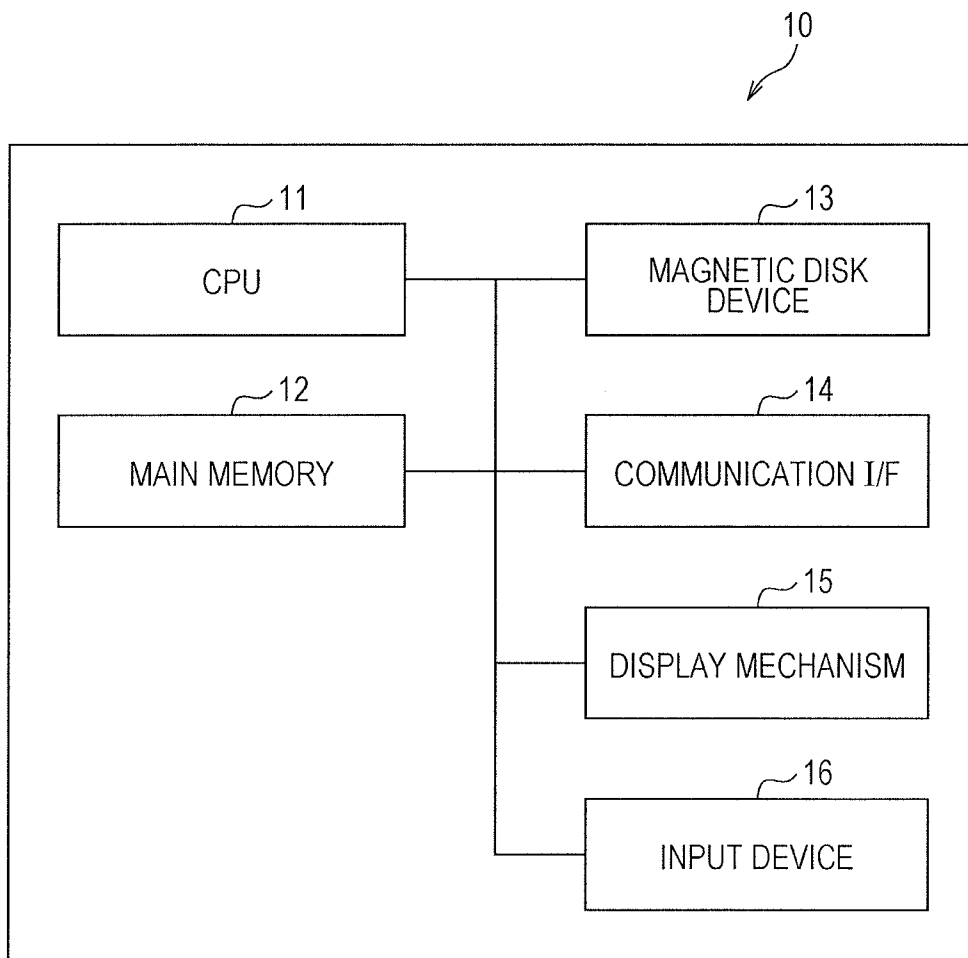 10
11
CPU
13
MAGNETIC DISK
DEVICE
12
MAIN MEMORY
14
COMMUNICATION I/F
15
DISPLAY MECHANISM
16
INPUT DEVICE